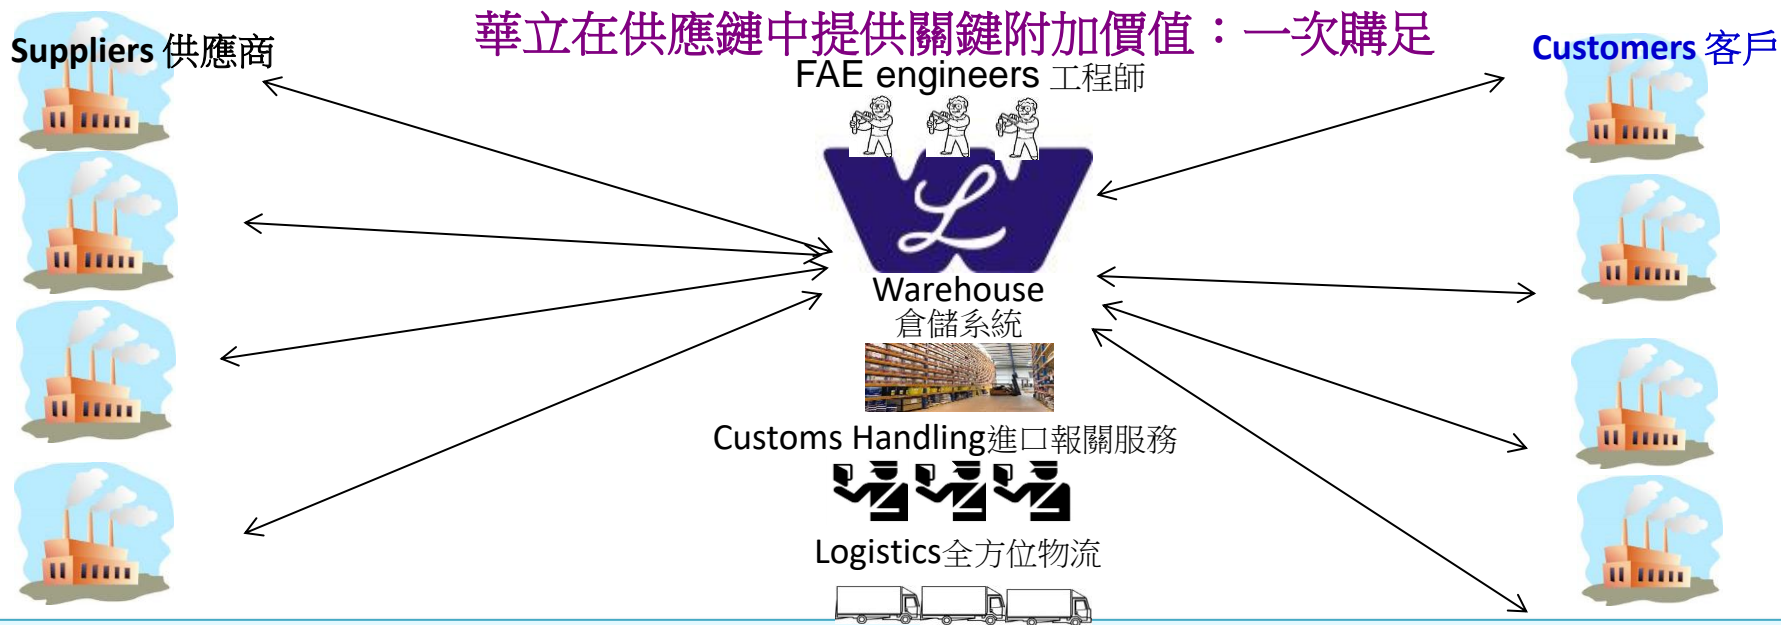 華立在供應鏈中提供關鍵附加價值：一次購足
Suppliers 供應商
Customers 客戶
FAE engineers 工程師
L
Warehouse
倉儲系統
Customs Handling進口報關服務
Logistics全方位物流